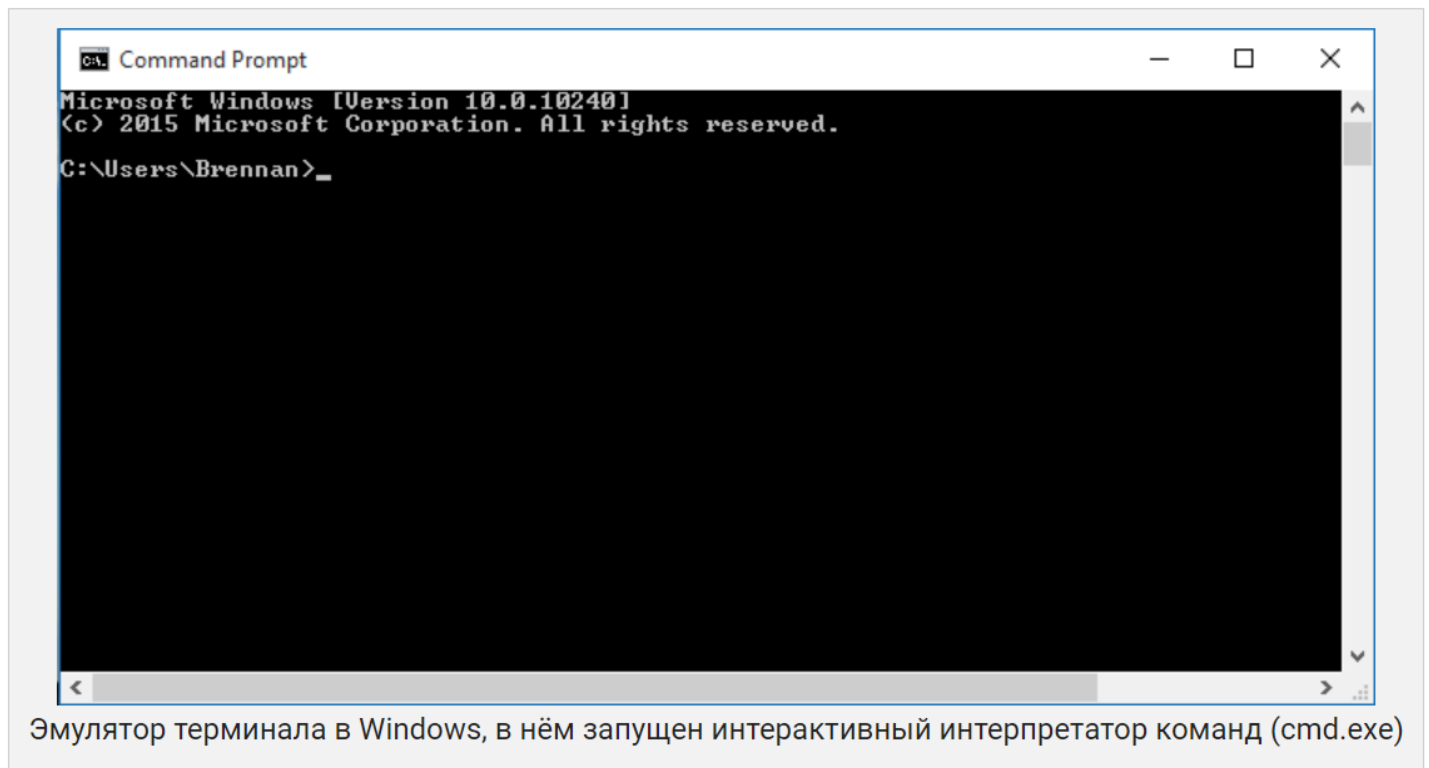 Command Prompt
Microsoft Windows [Version 10.0.10240]
(c) 2015 Microsoft Corporation. All rights reserved.
C:\Users\Brennan>_
Эмулятор терминала в Windows, в нём запущен интерактивный интерпретатор команд (cmd.exe)